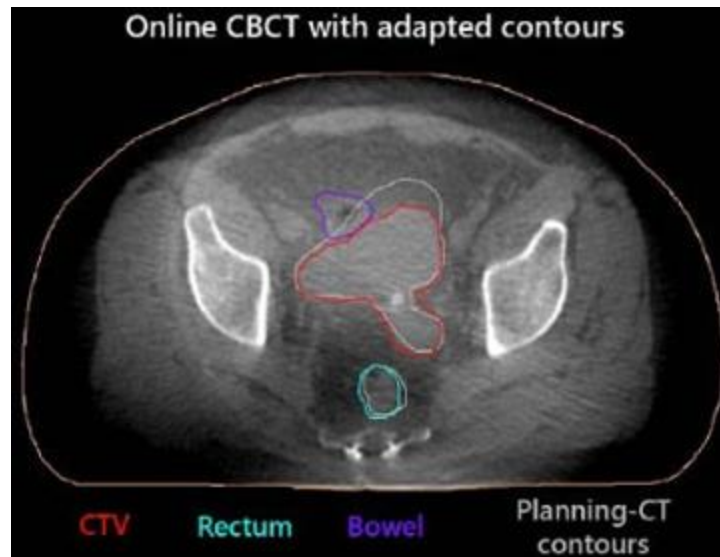 Online CBCT with adapted contours
CTV Rectum Bowel Planning-CT
contours